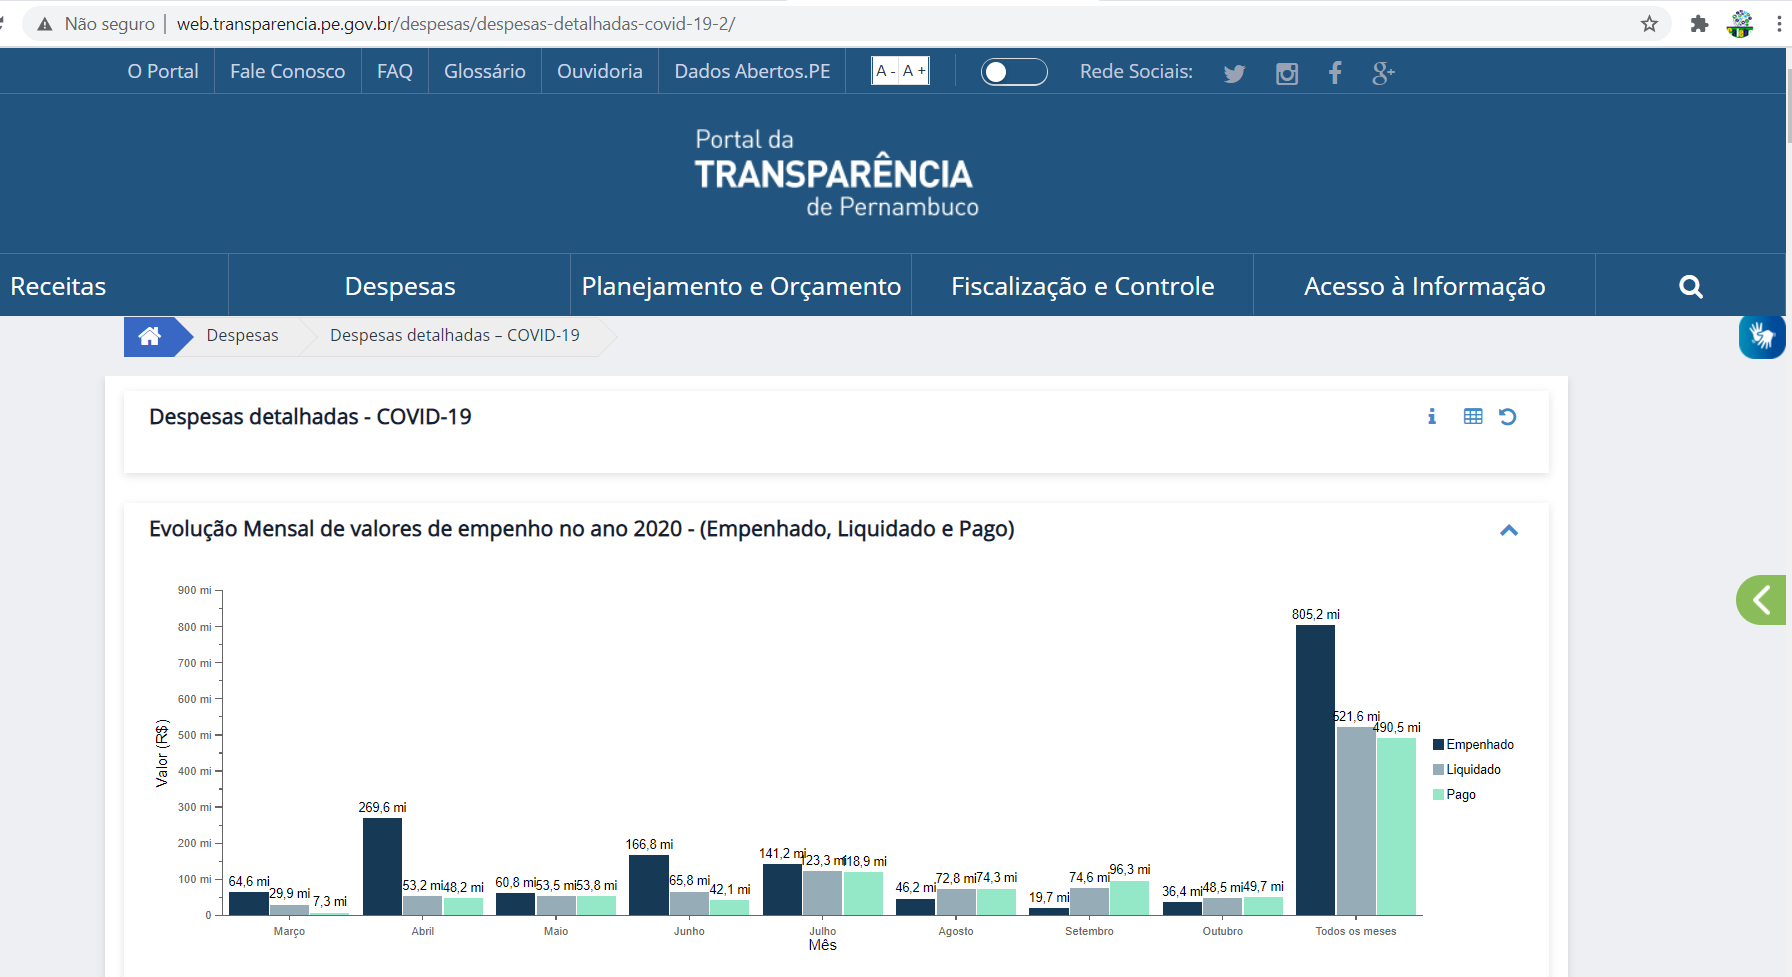 Não seguro | web.transparencia.pe.gov.br/despesas/despesas-detalhadas-covid-19-2/
O Portal Fale Conosco FAQ Glossário Ouvidoria Dados Abertos.PE A - A + Rede Sociais:
Portal da
TRANSPARÊNCIA
de Pernambuco
Receitas Despesas Planejamento e Orçamento Fiscalização e Controle Acesso à Informação
Despesas Despesas detalhadas – COVID-19
Despesas detalhadas - COVID-19
Evolução Mensal de valores de empenho no ano 2020 - (Empenhado, Liquidado e Pago)
Valor (R$)
900 mi
800 mi
700 mi
600 mi
500 mi
400 mi
300 mi
200 mi
100 mi
0
64,6 mi 29,9 mi 7,3 mi
269,6 mi 53,2 mi 48,2 mi
60,8 mi 53,5 mi 53,8 mi
166,8 mi 65,8 mi 42,1 mi
141,2 mi 123,3 mi 118,9 mi
46,2 mi 72,8 mi 74,3 mi
19,7 mi 74,6 mi 96,3 mi
36,4 mi 48,5 mi 49,7 mi
805,2 mi 521,6 mi 490,5 mi
Março Abril Maio Junho Julho Agosto Setembro Outubro Todos os meses
Mês
Empenhado
Liquidado
Pago